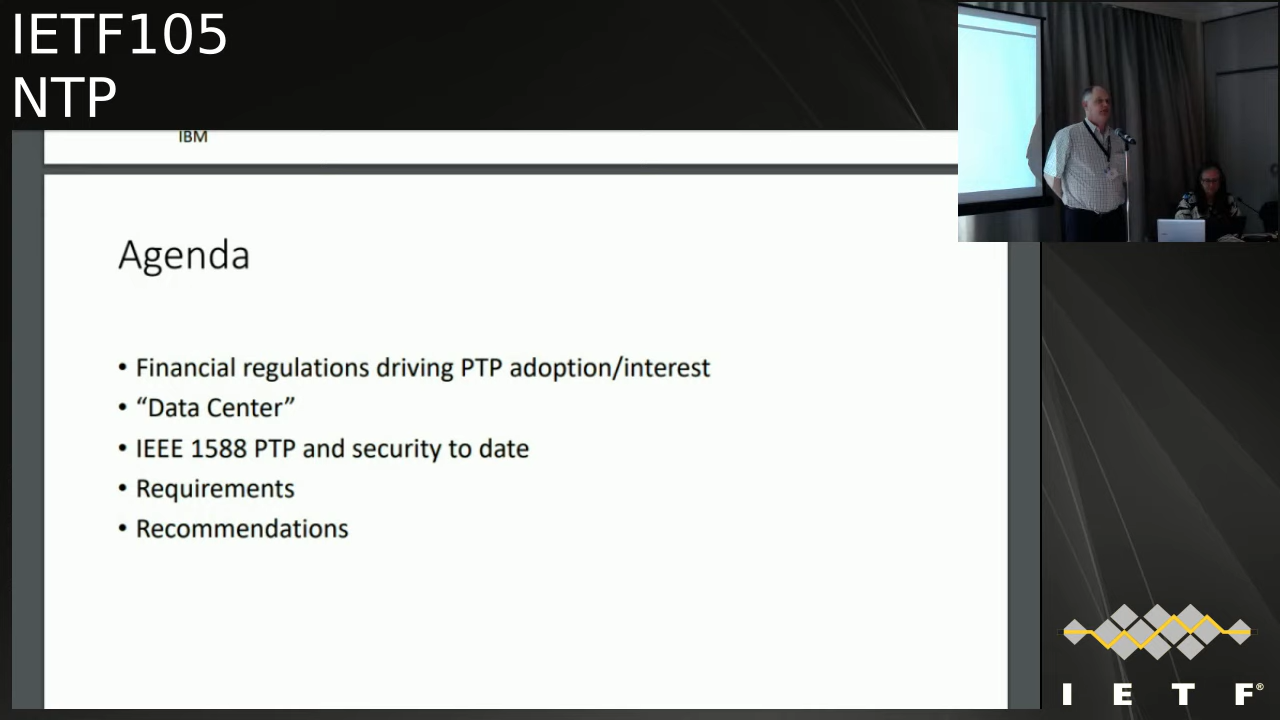 IETF105
NTP
IBM
Agenda
• Financial regulations driving PTP adoption/interest
• “Data Center”
• IEEE 1588 PTP and security to date
• Requirements
• Recommendations
I E T F®